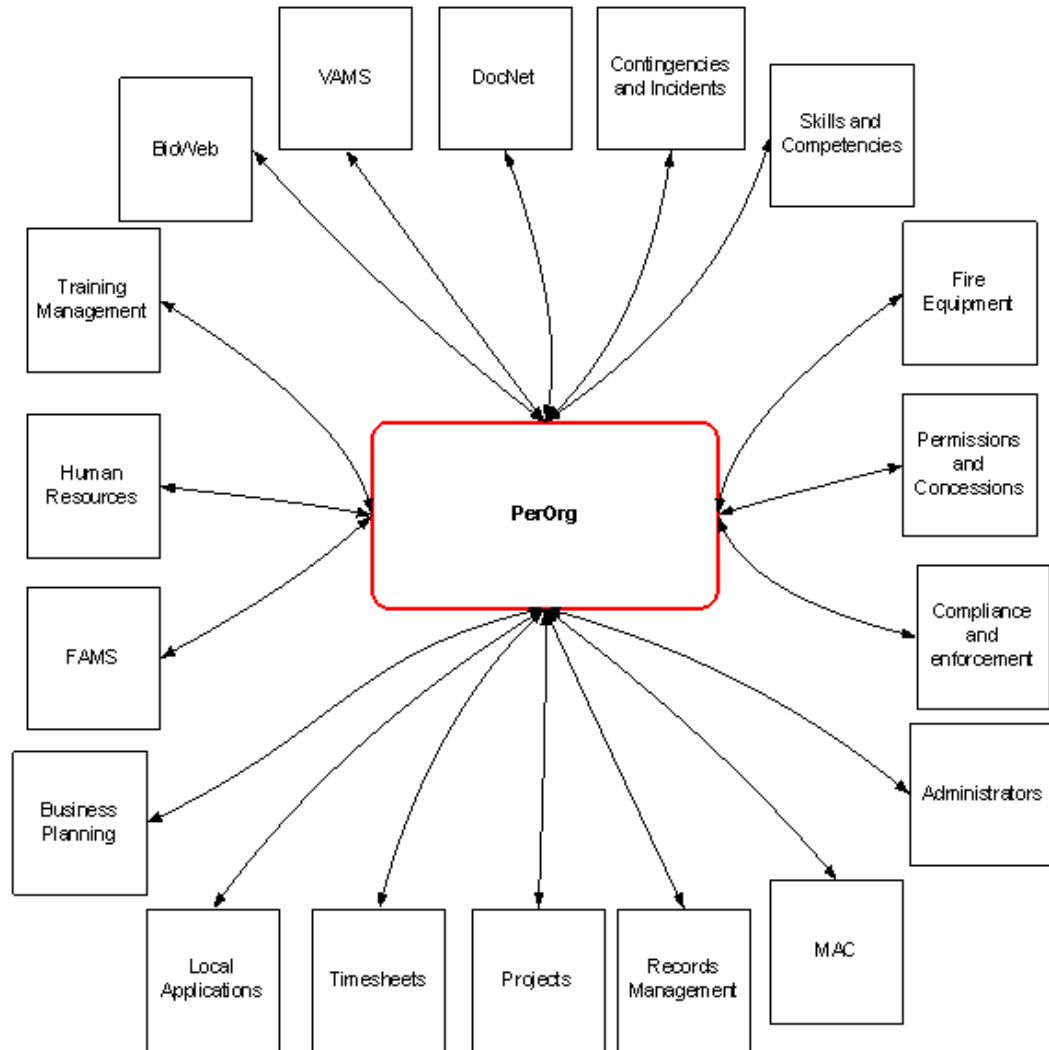 VAMS
DocNet
Contingencies
and Incidents
Skills and
Competencies
BioWeb
Training
Management
Fire
Equipment
Human
Resources
PerOrg
Permissions
and
Concessions
FAMS
Compliance
and
enforcement
Business
Planning
Administrators
Local
Applications
Timesheets
Projects
Records
Management
MAC